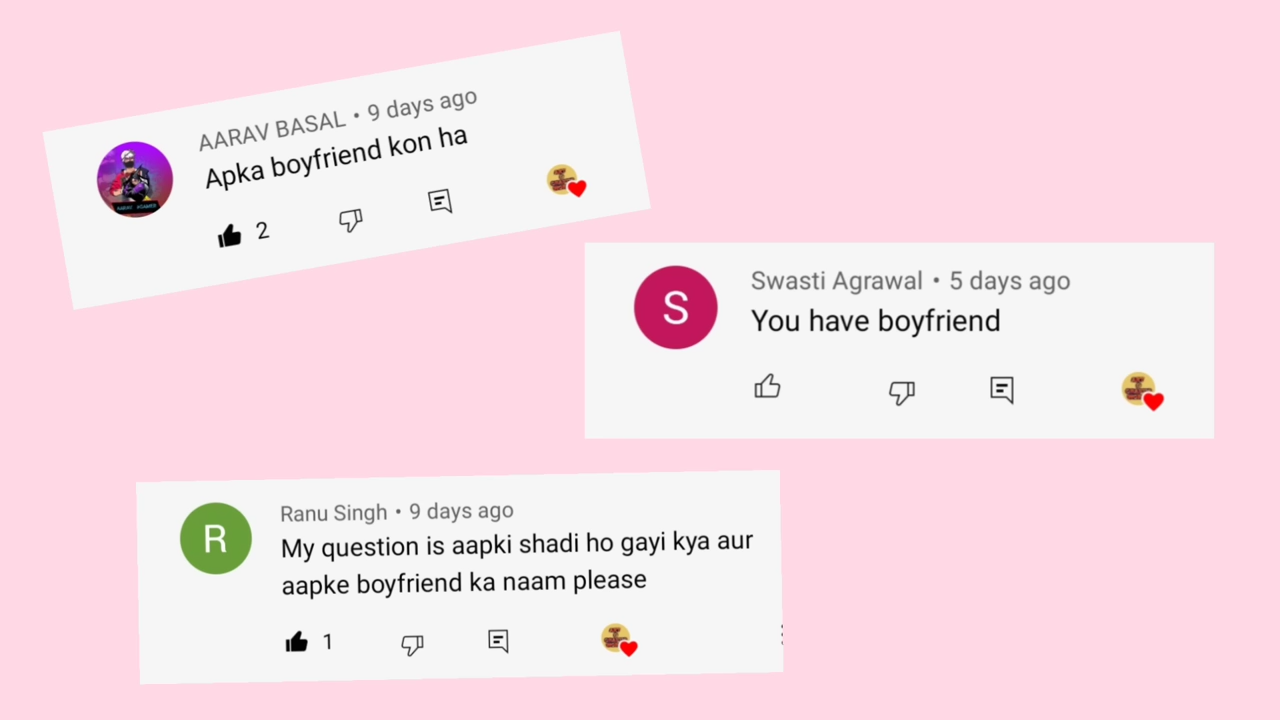 AARAV BASAL • 9 days ago
Apka boyfriend kon ha
2
S
Swasti Agrawal • 5 days ago
You have boyfriend
R
Ranu Singh • 9 days ago
My question is aapki shadi ho gayi kya aur
aapke boyfriend ka naam please
1